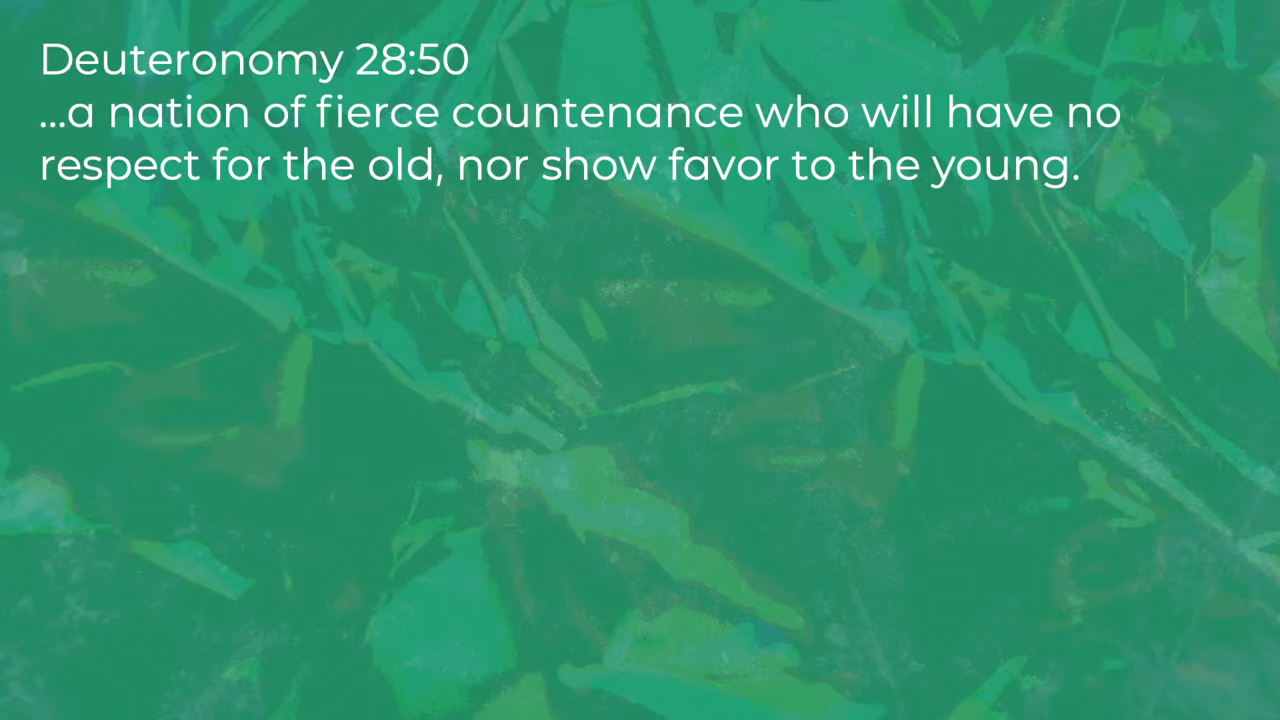 Deuteronomy 28:50
...a nation of fierce countenance who will have no
respect for the old, nor show favor to the young.